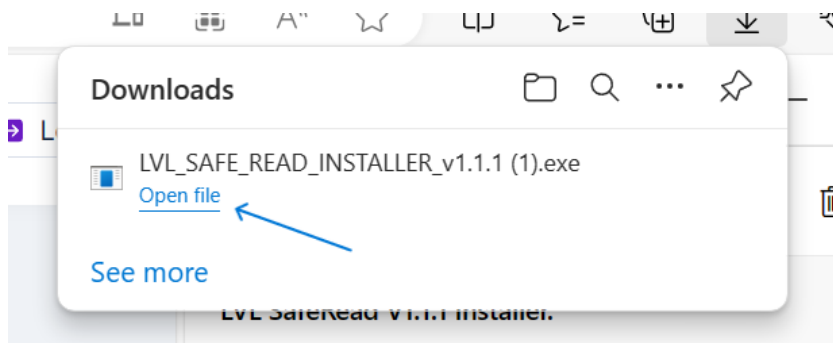 Downloads
LVL_SAFE_READ_INSTALLER_v1.1.1 (1).exe
Open file
See more
LVL SafeRead V1.1.1 Installer.